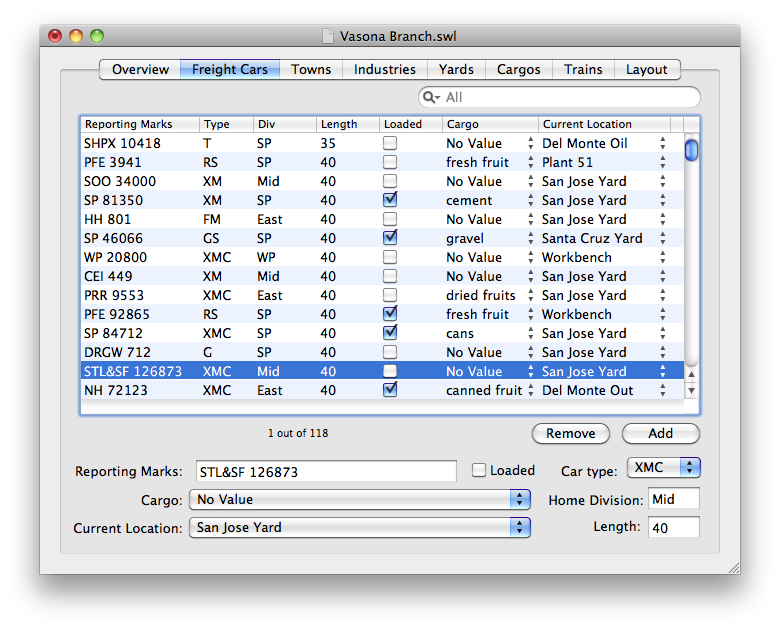 Vasona Branch.swl
Overview Freight Cars Towns Industries Yards Cargos Trains Layout
All
Reporting Marks Type Div Length Loaded Cargo Current Location
SHPX 10418 T SP 35 No Value Del Monte Oil
PFE 3941 RS SP 40 fresh fruit Plant 51
SOO 34000 XM Mid 40 No Value San Jose Yard
SP 81350 XM SP 40 cement San Jose Yard
HH 801 FM East 40 No Value San Jose Yard
SP 46066 GS SP 40 gravel Santa Cruz Yard
WP 20800 XMC WP 40 No Value Workbench
CEI 449 XM Mid 40 No Value San Jose Yard
PRR 9553 XMC East 40 dried fruits San Jose Yard
PFE 92865 RS SP 40 fresh fruit Workbench
SP 84712 XMC SP 40 cans San Jose Yard
DRGW 712 G SP 40 No Value San Jose Yard
STL&SF 126873 XMC Mid 40 No Value San Jose Yard
NH 72123 XMC East 40 canned fruit Del Monte Out
1 out of 118 Remove Add
Reporting Marks: STL&SF 126873 Loaded Car type: XMC
Cargo: No Value Home Division: Mid
Current Location: San Jose Yard Length: 40